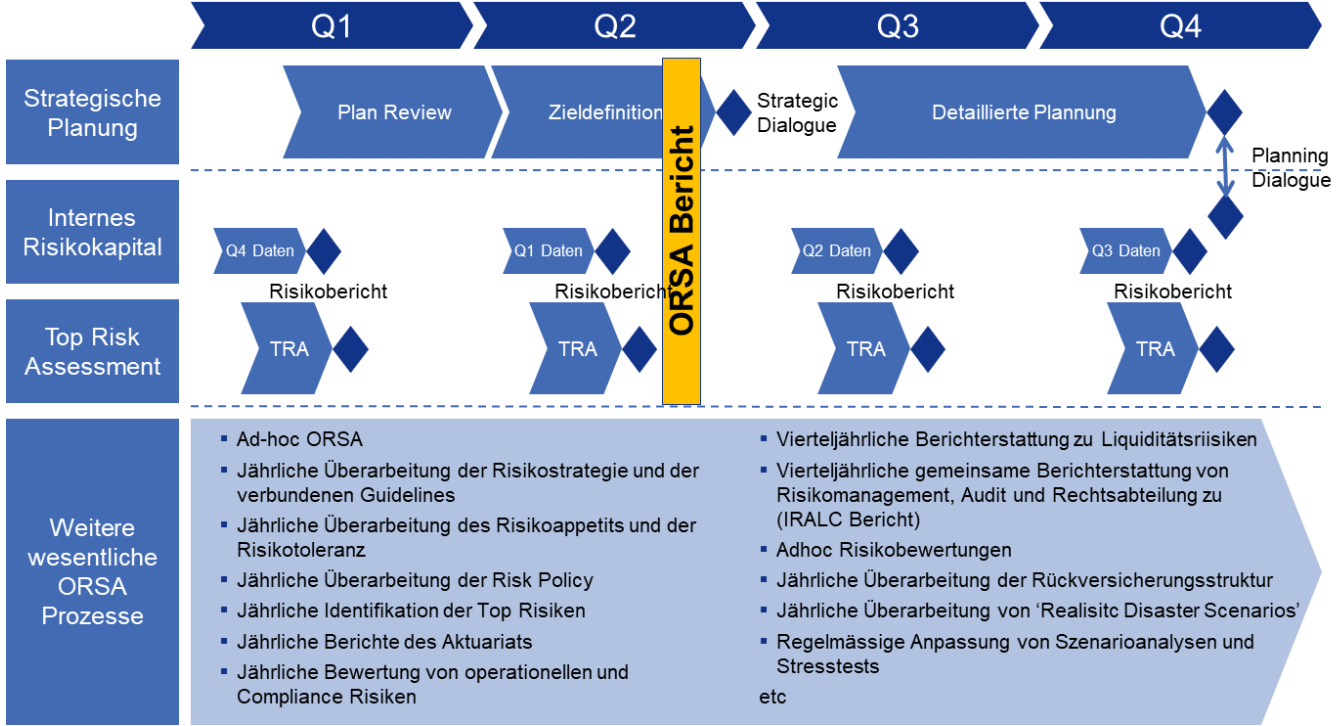 Q1
Q2
Q3
Q4
Strategische
Planung
Plan Review
Zieldefinition
Strategic
Dialogue
Detaillierte Plannung
Planning
Dialogue
ORSA Bericht
Internes
Risikokapital
Q4 Daten
Q1 Daten
Q2 Daten
Q3 Daten
Risikobericht
Risikobericht
Risikobericht
Risikobericht
Top Risk
Assessment
TRA
TRA
TRA
TRA
Weitere
wesentliche
ORSA
Prozesse
▪ Ad-hoc ORSA
▪ Jährliche Überarbeitung der Risikostrategie und der
verbundenen Guidelines
▪ Jährliche Überarbeitung des Risikoappetits und der
Risikotoleranz
▪ Jährliche Überarbeitung der Risk Policy
▪ Jährliche Identifikation der Top Risiken
▪ Jährliche Berichte des Aktuariats
▪ Jährliche Bewertung von operationellen und
Compliance Risiken
▪ Vierteljährliche Berichterstattung zu Liquiditätsriisiken
▪ Vierteljährliche gemeinsame Berichterstattung von
Risikomanagement, Audit und Rechtsabteilung zu
(IRALC Bericht)
▪ Adhoc Risikobewertungen
▪ Jährliche Überarbeitung der Rückversicherungsstruktur
▪ Jährliche Überarbeitung von ‘Realisitc Disaster Scenarios’
▪ Regelmässige Anpassung von Szenarioanalysen und
Stresstests
etc